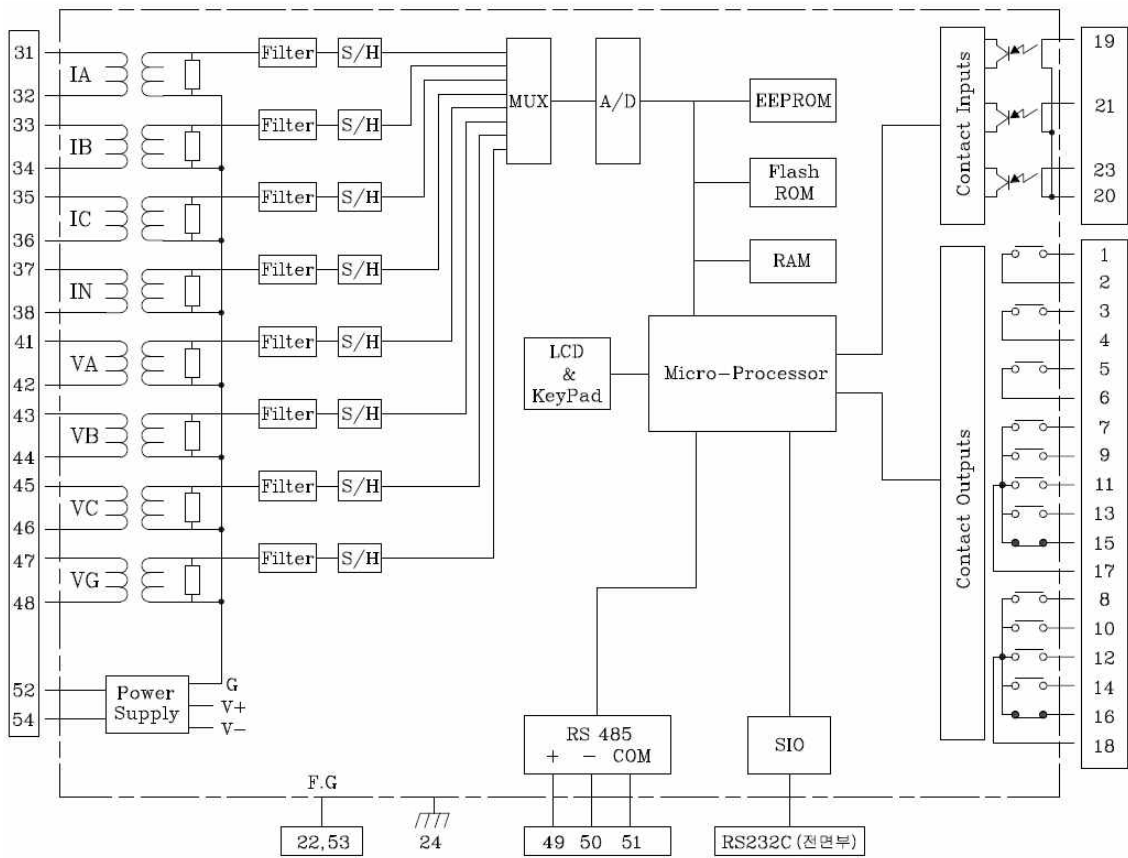 31
IA
32
Filter
S/H
33
IB
34
Filter
S/H
35
IC
36
Filter
S/H
37
IN
38
Filter
S/H
41
VA
42
Filter
S/H
43
VB
44
Filter
S/H
45
VC
46
Filter
S/H
47
VG
48
Filter
S/H
52
54
Power
Supply
G
V+
V-
MUX
A/D
EEPROM
Flash
ROM
RAM
LCD
&
KeyPad
Micro-Processor
RS 485
+ - COM
SIO
Contact Inputs
19
21
23
20
Contact Outputs
1
2
3
4
5
6
7
9
11
13
15
17
8
10
12
14
16
18
F.G
22,53
24
49 50 51
RS232C (전면부)